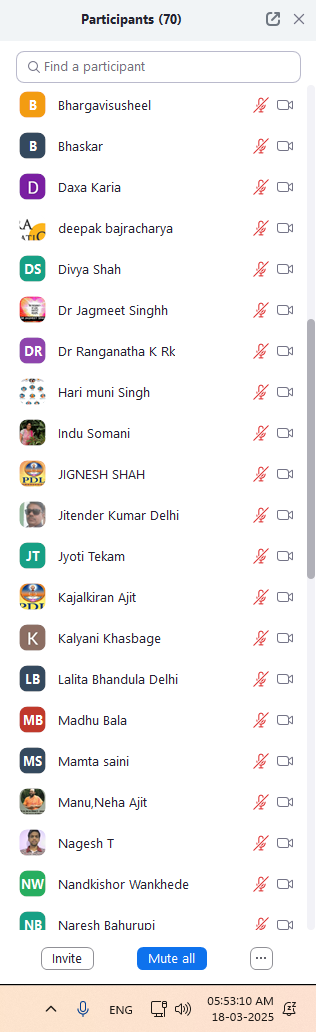 Participants (70)
Find a participant
B Bhargavisusheel
B Bhaskar
D Daxa Karia
deepak bajracharya
DS Divya Shah
Dr Jagmeet Singhh
DR Dr Ranganatha K Rk
Hari muni Singh
Indu Somani
PDL JIGNESH SHAH
Jitender Kumar Delhi
JT Jyoti Tekam
Kajalkiran Ajit
K Kalyani Khasbage
LB Lalita Bhandula Delhi
MB Madhu Bala
MS Mamta saini
Manu,Neha Ajit
Nagesh T
NW Nandkishor Wankhede
NB Naresh Bahurupi
Invite Mute all ...
ENG 05:53:10 AM
18-03-2025